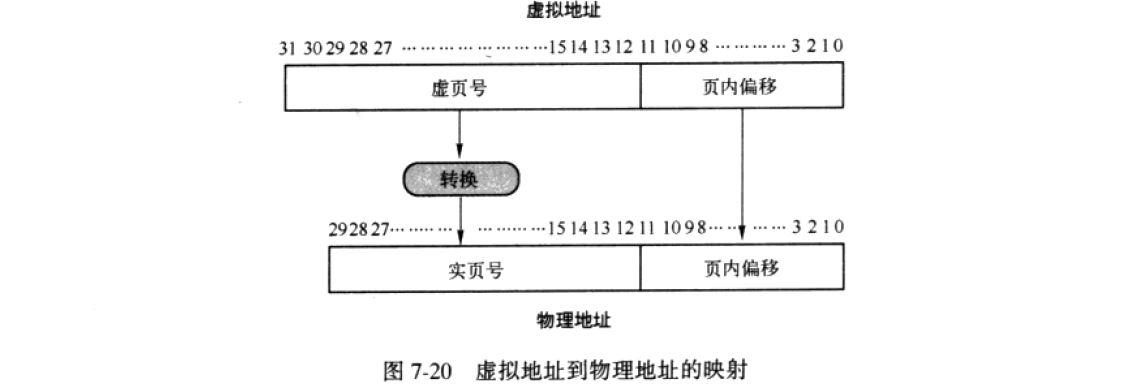 虚拟地址
31 30 29 28 27 ………………………15 14 13 12 11 10 9 8 ………… 3 2 1 0
虚页号 页内偏移
转换
29 28 27…………………15 14 13 12 11 10 9 8………… 3 2 1 0
实页号 页内偏移
物理地址
图 7-20 虚拟地址到物理地址的映射